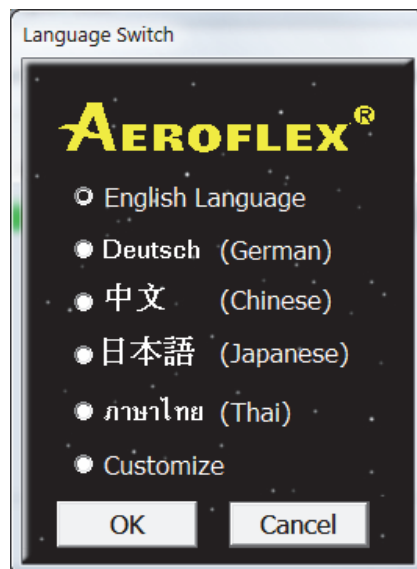 Language Switch
AEROFLEX®
English Language
Deutsch (German)
中文 (Chinese)
日本語 (Japanese)
ภาษาไทย (Thai)
Customize
OK Cancel